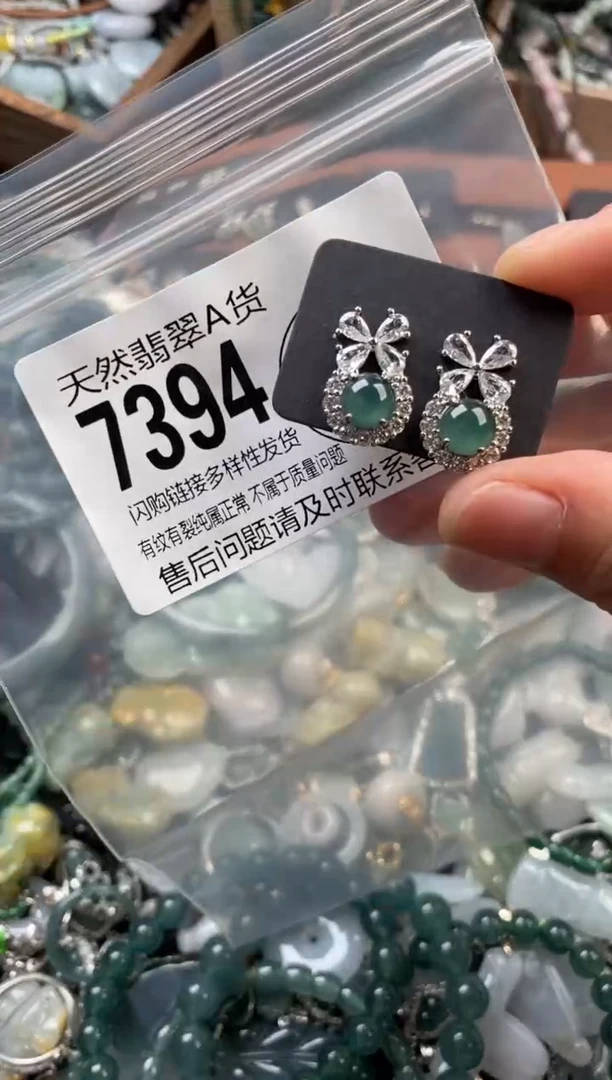 天然翡翠A货
7394
闪购链接多样性发货
有纹有裂纯属正常 不属于质量问题
售后问题请及时联系客